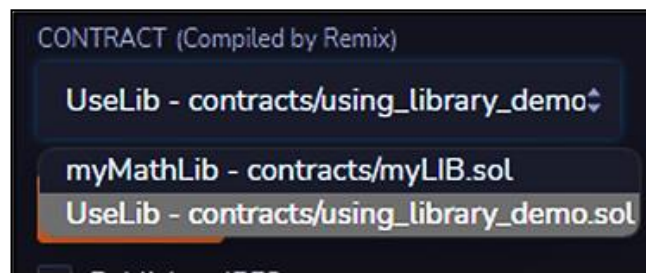 CONTRACT (Compiled by Remix)
UseLib - contracts/using_library_demo
myMathLib - contracts/myLIB.sol
UseLib - contracts/using_library_demo.sol